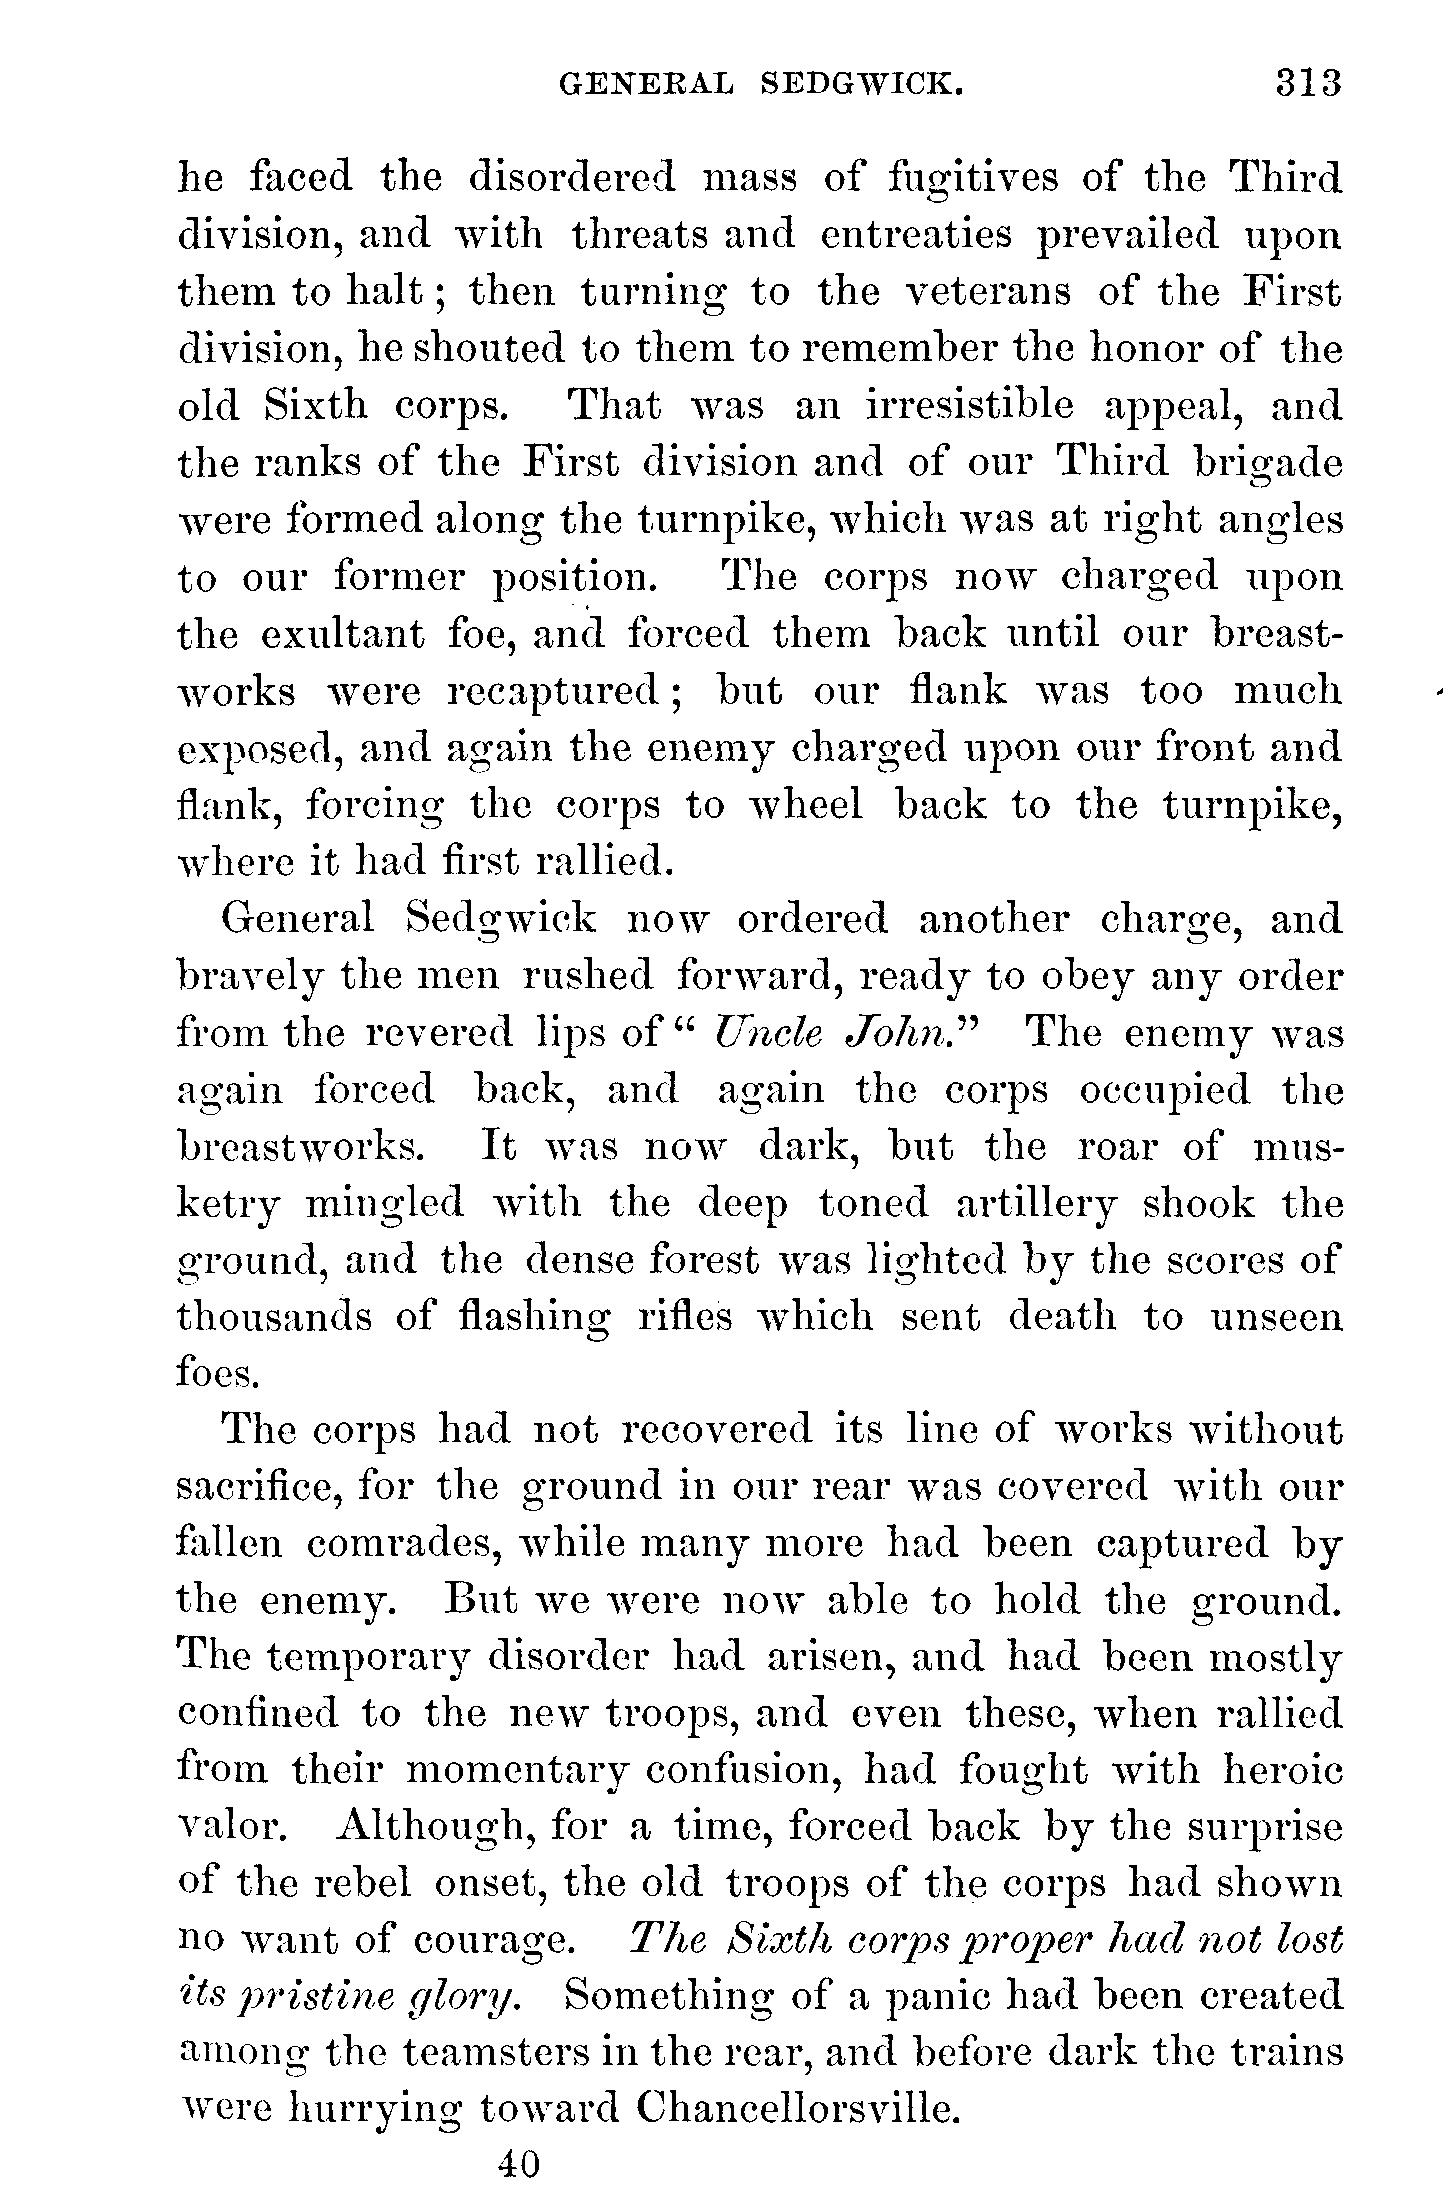 GENERAL SEDGWICK. 313
he faced the disordered mass of fugitives of the Third
division, and with threats and entreaties prevailed upon
them to halt ; then turning to the veterans of the First
division, he shouted to them to remember the honor of the
old Sixth corps. That was an irresistible appeal, and
the ranks of the First division and of our Third brigade
were formed along the turnpike, which was at right angles
to our former position. The corps now charged upon
the exultant foe, and forced them back until our breast-
works were recaptured ; but our flank was too much
exposed, and again the enemy charged upon our front and
flank, forcing the corps to wheel back to the turnpike,
where it had first rallied.
General Sedgwick now ordered another charge, and
bravely the men rushed forward, ready to obey any order
from the revered lips of “ Uncle John.” The enemy was
again forced back, and again the corps occupied the
breastworks. It was now dark, but the roar of mus-
ketry mingled with the deep toned artillery shook the
ground, and the dense forest was lighted by the scores of
thousands of flashing rifles which sent death to unseen
foes.
The corps had not recovered its line of works without
sacrifice, for the ground in our rear was covered with our
fallen comrades, while many more had been captured by
the enemy. But we were now able to hold the ground.
The temporary disorder had arisen, and had been mostly
confined to the new troops, and even these, when rallied
from their momentary confusion, had fought with heroic
valor. Although, for a time, forced back by the surprise
of the rebel onset, the old troops of the corps had shown
no want of courage. The Sixth corps proper had not lost
its pristine glory. Something of a panic had been created
among the teamsters in the rear, and before dark the trains
were hurrying toward Chancellorsville.
40